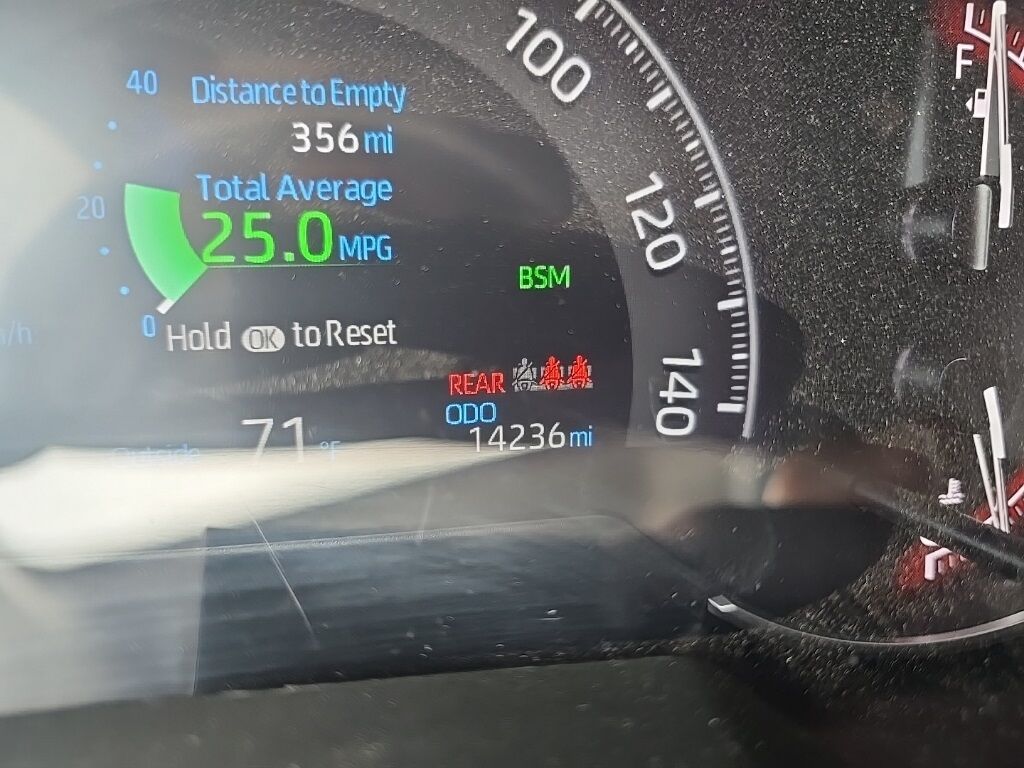 40
Distance to Empty
356 mi
20
Total Average
25.0 MPG
0
Hold OK to Reset
BSM
REAR
ODO
14236 mi
Outside 71 °F
100
120
140
F